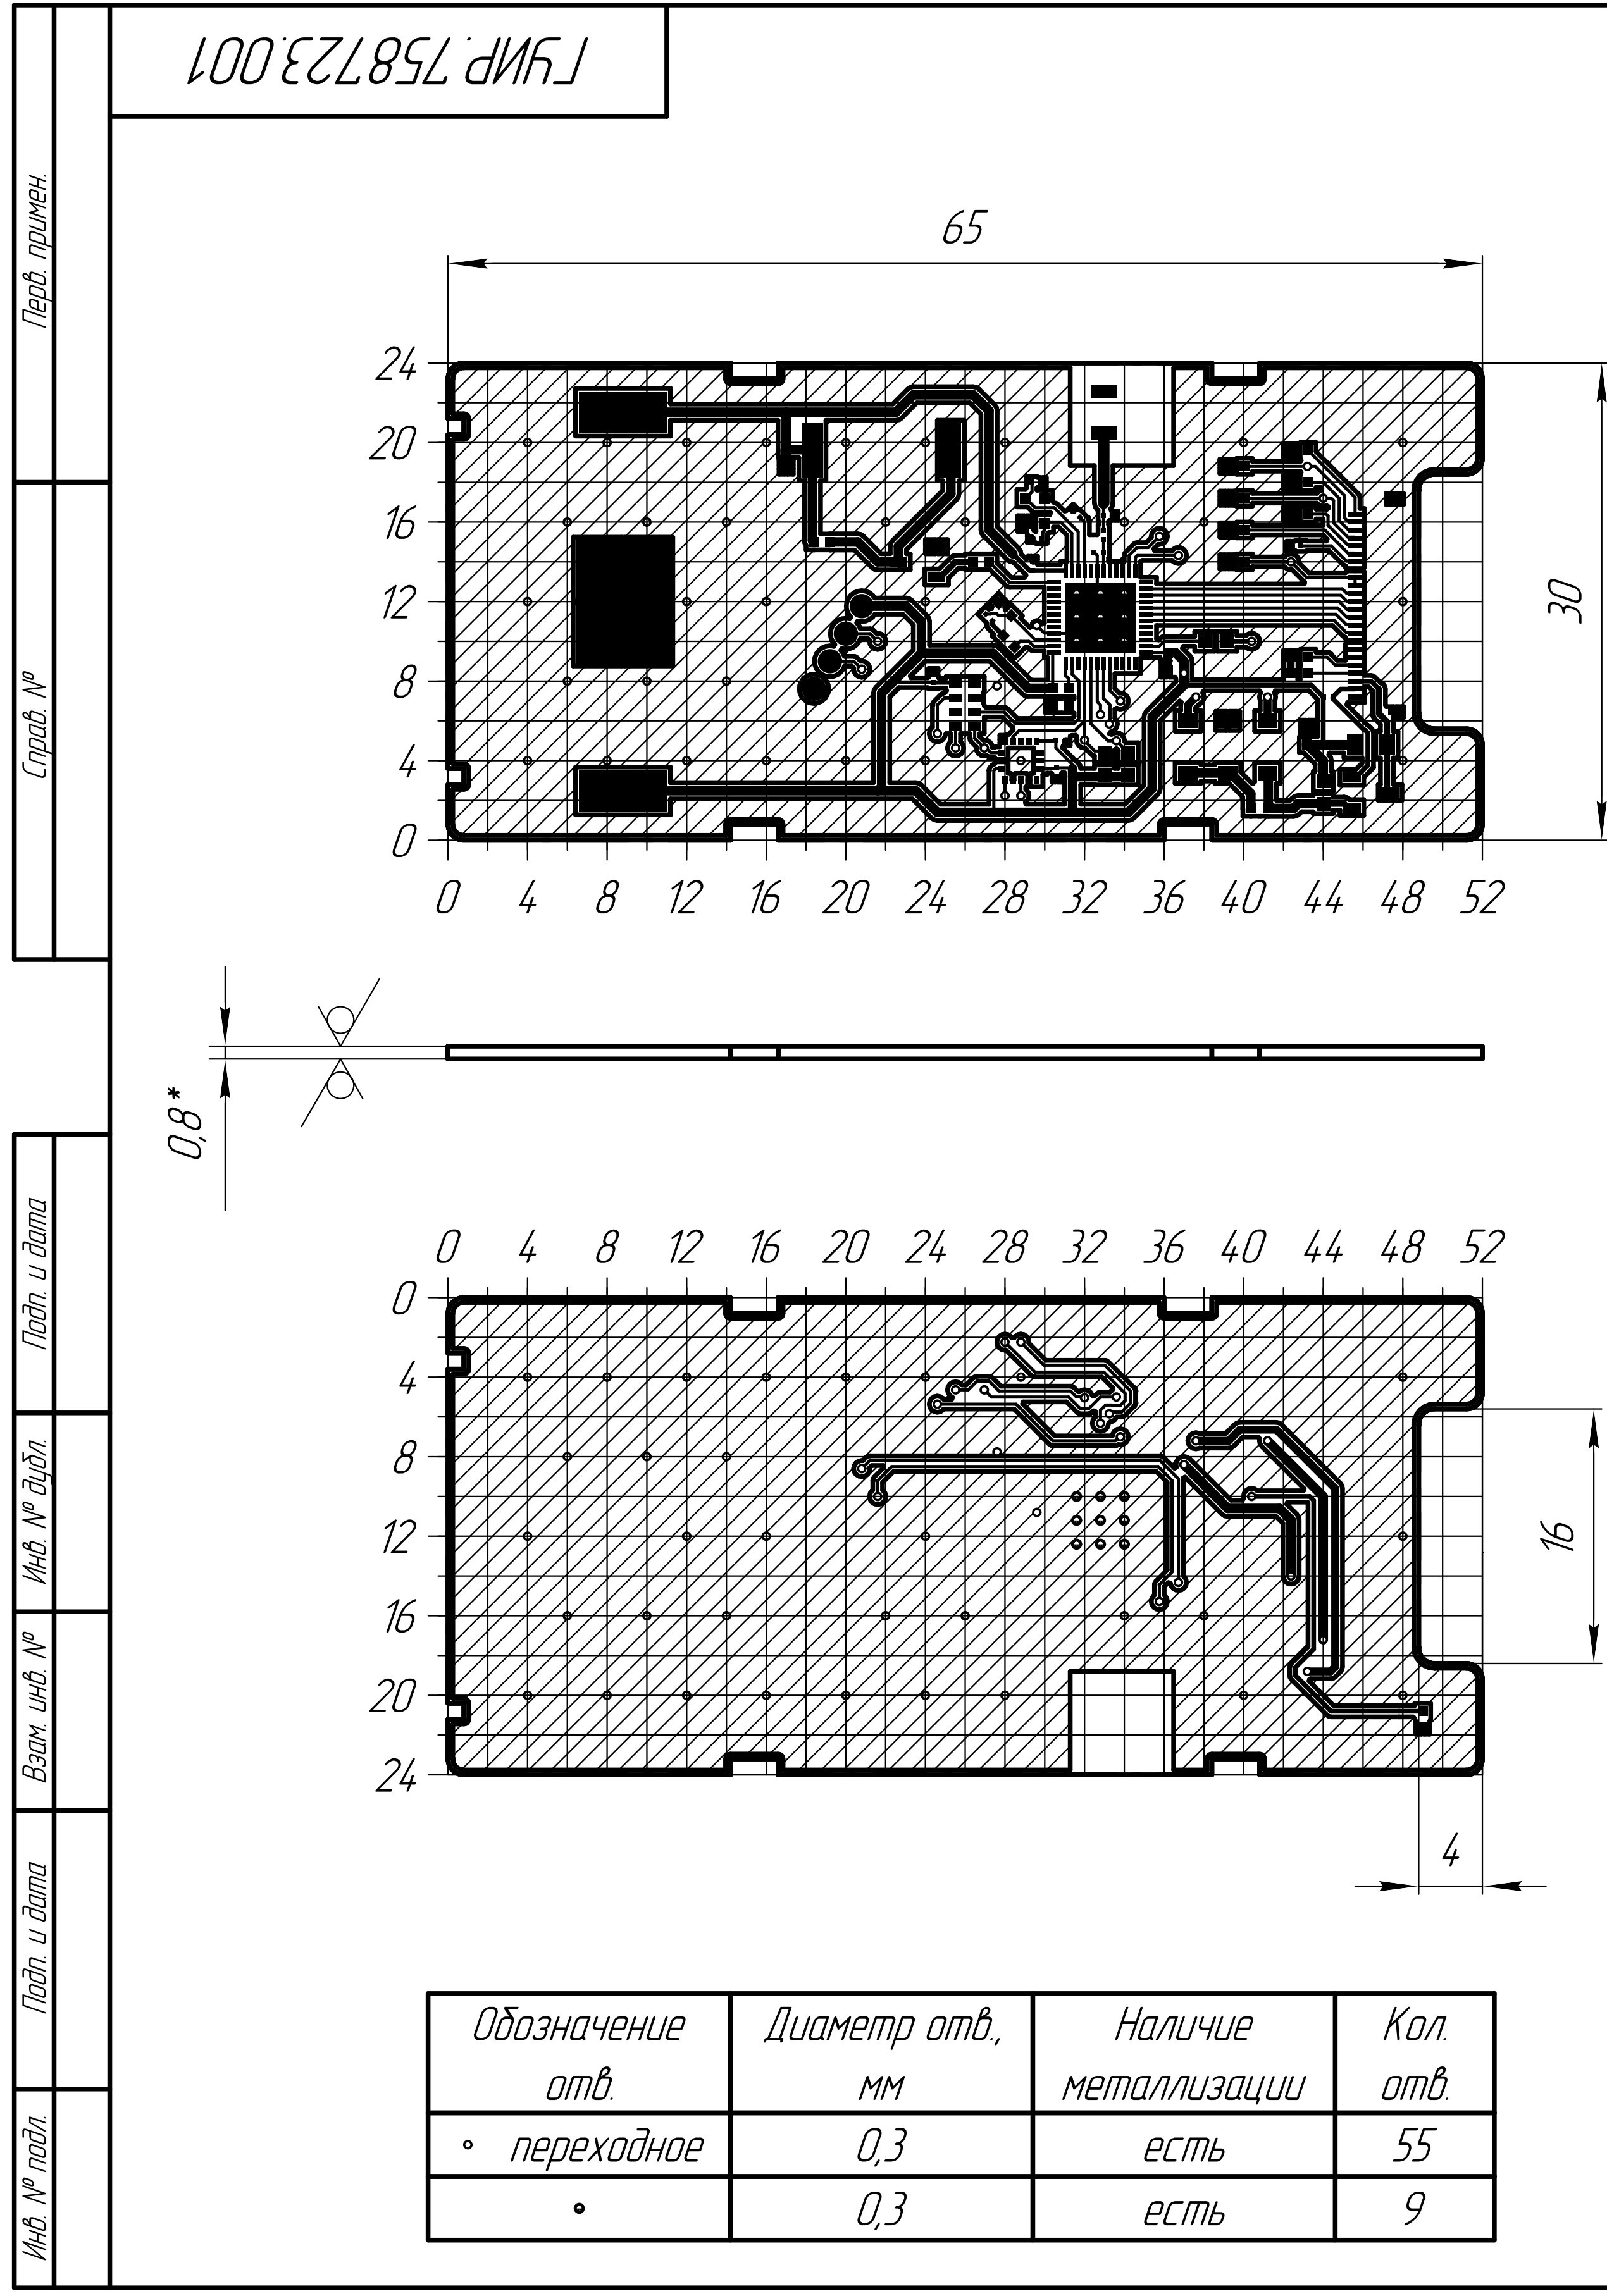 ГУИР.758723.001
Перв. примен.
Справ. №
65
24
20
16
12
8
4
0
30
0 4 8 12 16 20 24 28 32 36 40 44 48 52
0,8*
0 4 8 12 16 20 24 28 32 36 40 44 48 52
0
4
8
12
16
20
24
16
4
Подп. и дата
Инв. № дубл.
Взам. инв. №
Подп. и дата
Инв. № подл.
Обозначение отв. Диаметр отв., мм Наличие металлизации Кол. отв.
переходное 0,3 есть 55
0,3 есть 9